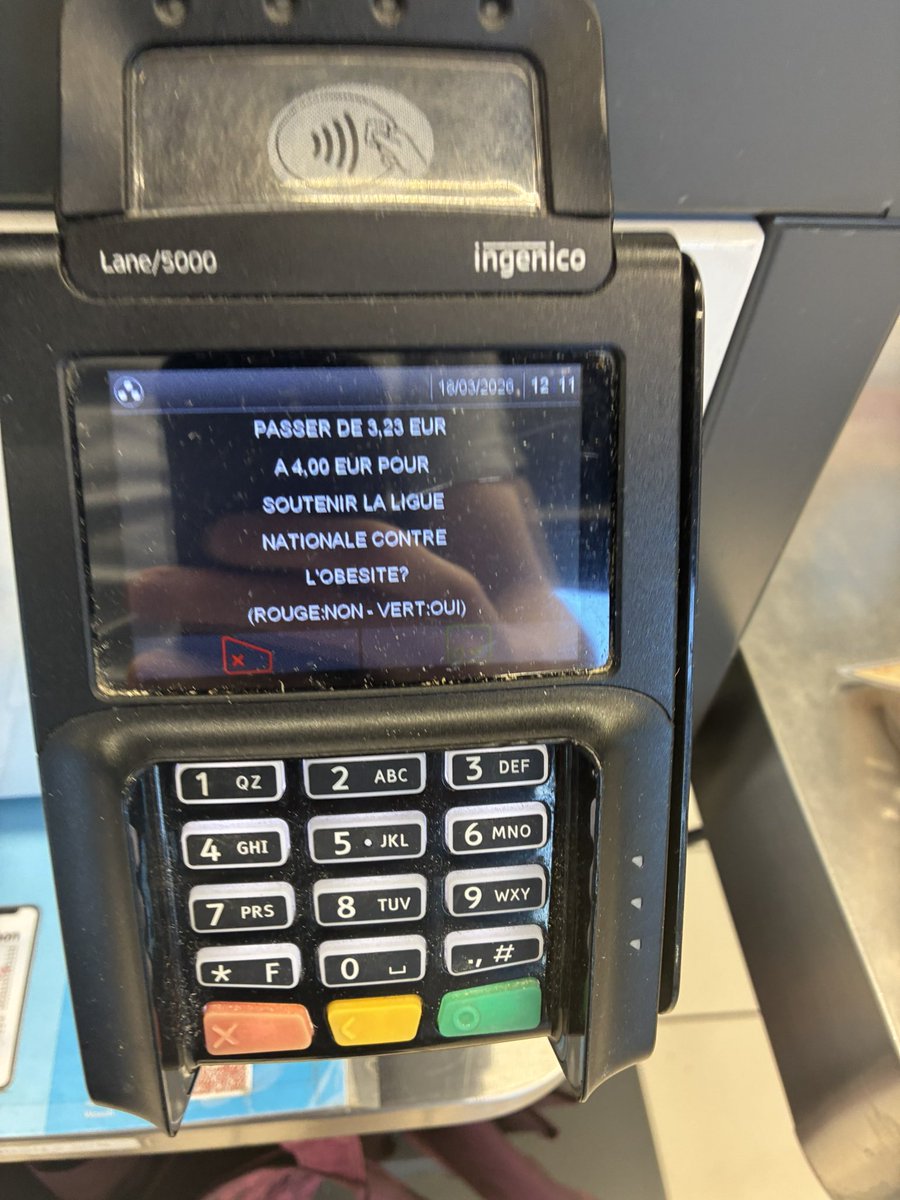 Lane/5000 ingenico
16/03/2026 12 11
PASSER DE 3,23 EUR
A 4,00 EUR POUR
SOUTENIR LA LIGUE
NATIONALE CONTRE
L'OBESITE?
(ROUGE:NON - VERT:OUI)
1 QZ 2 ABC 3 DEF
4 GHI 5 • JKL 6 MNO
7 PRS 8 TUV 9 WXY
* F 0 ⎵ ., #
X < O